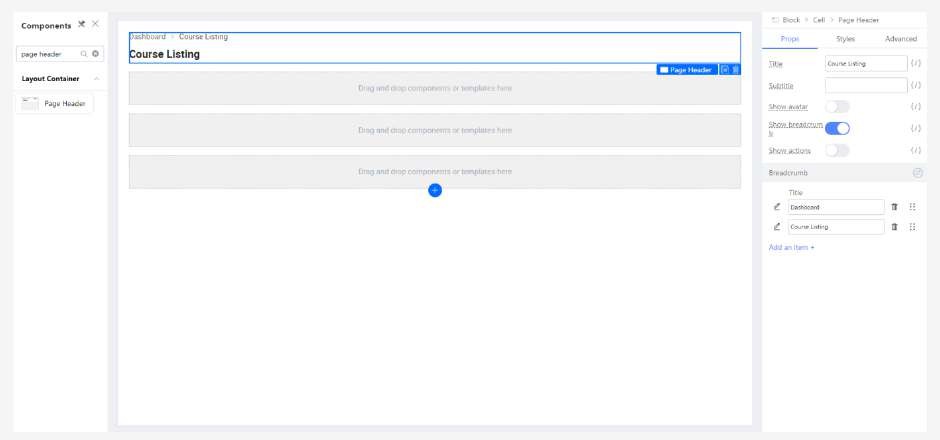 Components
page header
Layout Container
Page Header
Dashboard > Course Listing
Course Listing
Page Header
Drag and drop components or templates here
Drag and drop components or templates here
Drag and drop components or templates here
+
Block > Cell > Page Header
Props Styles Advanced
Title Course Listing {/}
Subtitle {/}
Show avatar {/}
Show breadcrum
b {/}
Show actions {/}
Breadcrumb
Title
Dashboard
Course Listing
Add an item +